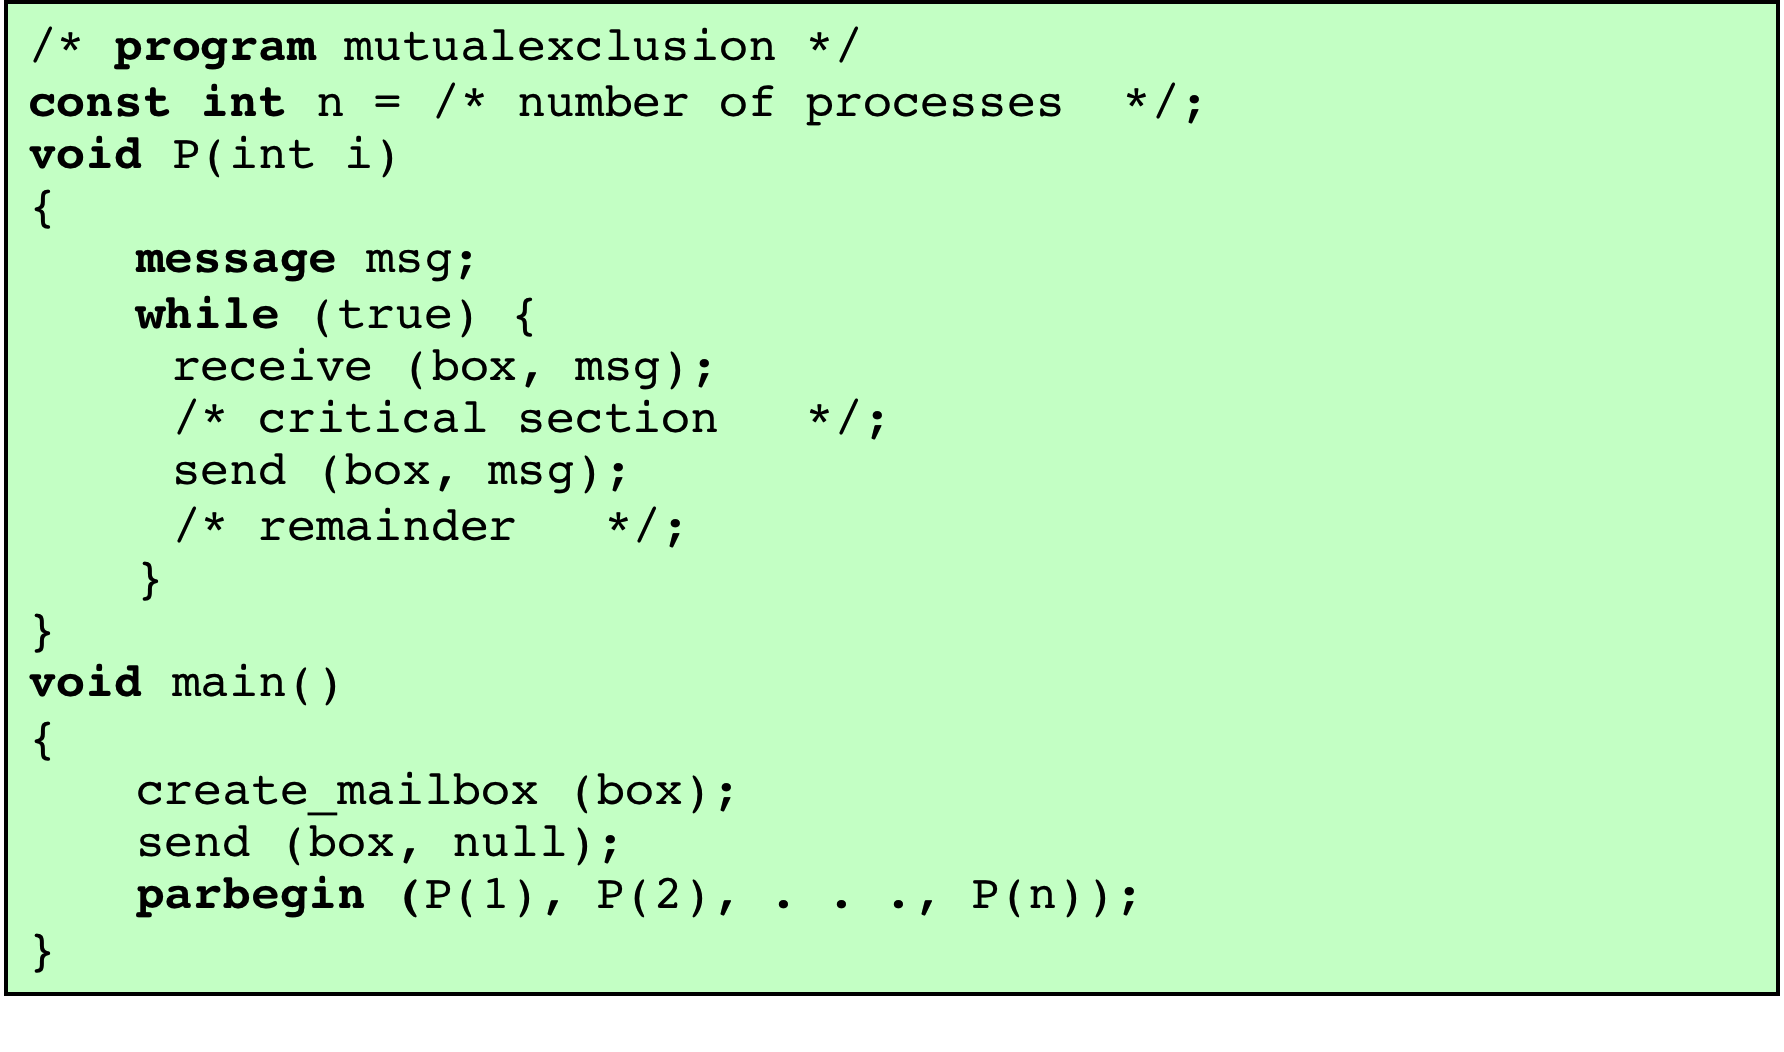 /* program mutualexclusion */
const int n = /* number of processes  */;
void P(int i)
{
message msg;
while (true) {
receive (box, msg);
/* critical section   */;
send (box, msg);
/* remainder   */;
}
}
void main()
{
create_mailbox (box);
send (box, null);
parbegin (P(1), P(2), . . ., P(n));
}